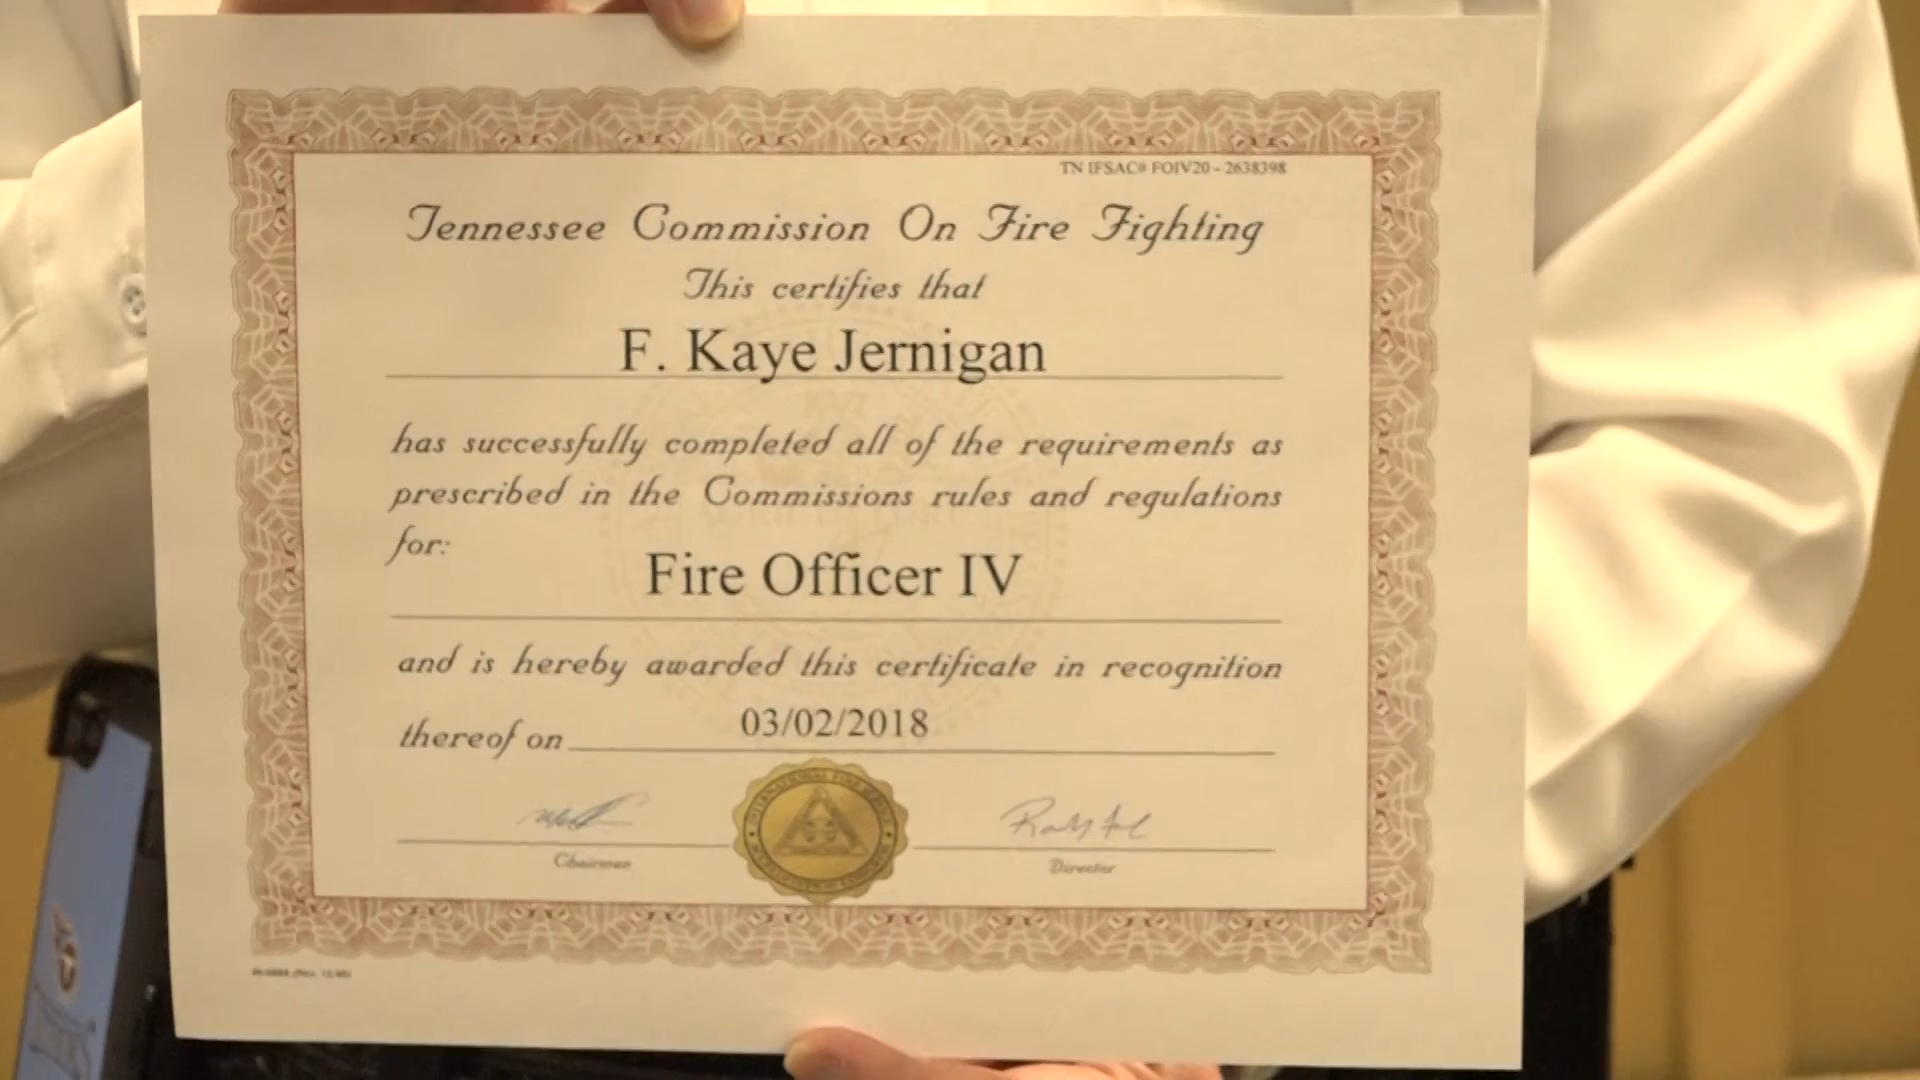 TN IFSAC# FOIV20 - 2638398
Tennessee Commission On Fire Fighting
This certifies that
F. Kaye Jernigan
has successfully completed all of the requirements as
prescribed in the Commissions rules and regulations
for:
Fire Officer IV
and is hereby awarded this certificate in recognition
thereof on 03/02/2018
Chairman
Director